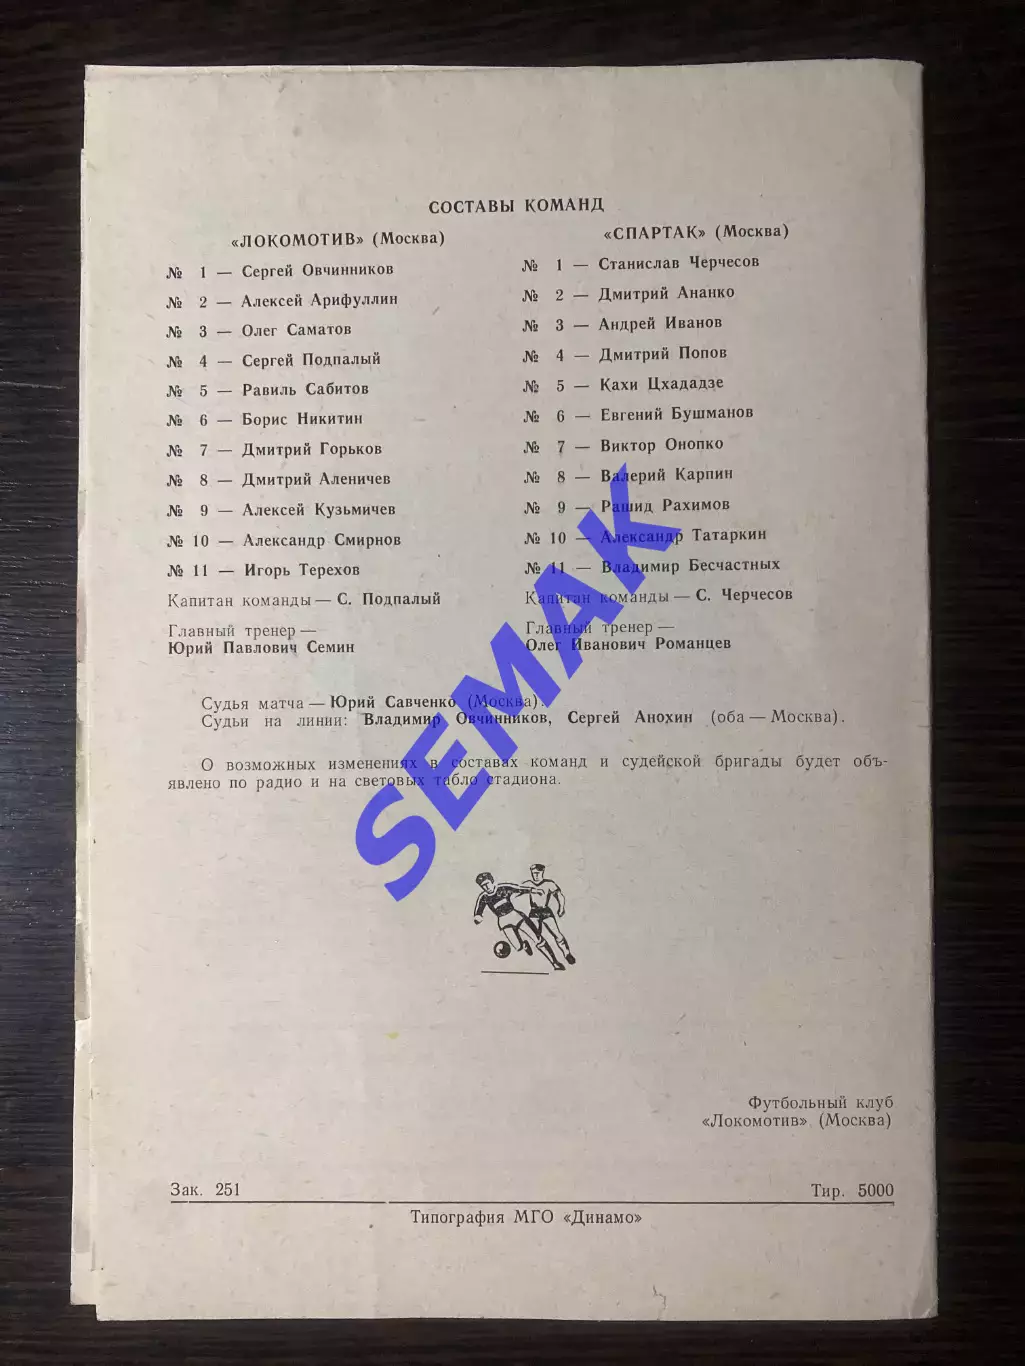 СОСТАВЫ КОМАНД
«ЛОКОМОТИВ» (Москва)
№ 1 — Сергей Овчинников
№ 2 — Алексей Арифуллин
№ 3 — Олег Саматов
№ 4 — Сергей Подпалый
№ 5 — Равиль Сабитов
№ 6 — Борис Никитин
№ 7 — Дмитрий Горьков
№ 8 — Дмитрий Аленичев
№ 9 — Алексей Кузьмичев
№ 10 — Александр Смирнов
№ 11 — Игорь Терехов
Капитан команды — С. Подпалый
Главный тренер —
Юрий Павлович Семин
«СПАРТАК» (Москва)
№ 1 — Станислав Черчесов
№ 2 — Дмитрий Ананко
№ 3 — Андрей Иванов
№ 4 — Дмитрий Попов
№ 5 — Кахи Цхададзе
№ 6 — Евгений Бушманов
№ 7 — Виктор Онопко
№ 8 — Валерий Карпин
№ 9 — Рашид Рахимов
№ 10 — Александр Татаркин
№ 11 — Владимир Бесчастных
Капитан команды — С. Черчесов
Главный тренер —
Олег Иванович Романцев
Судья матча — Юрий Савченко (Москва).
Судьи на линии: Владимир Овчинников, Сергей Анохин (оба — Москва).
О возможных изменениях в составах команд и судейской бригады будет объ-
явлено по радио и на световых табло стадиона.
SEMAK
Футбольный клуб
«Локомотив» (Москва)
Зак. 251
Тир. 5000
Типография МГО «Динамо»